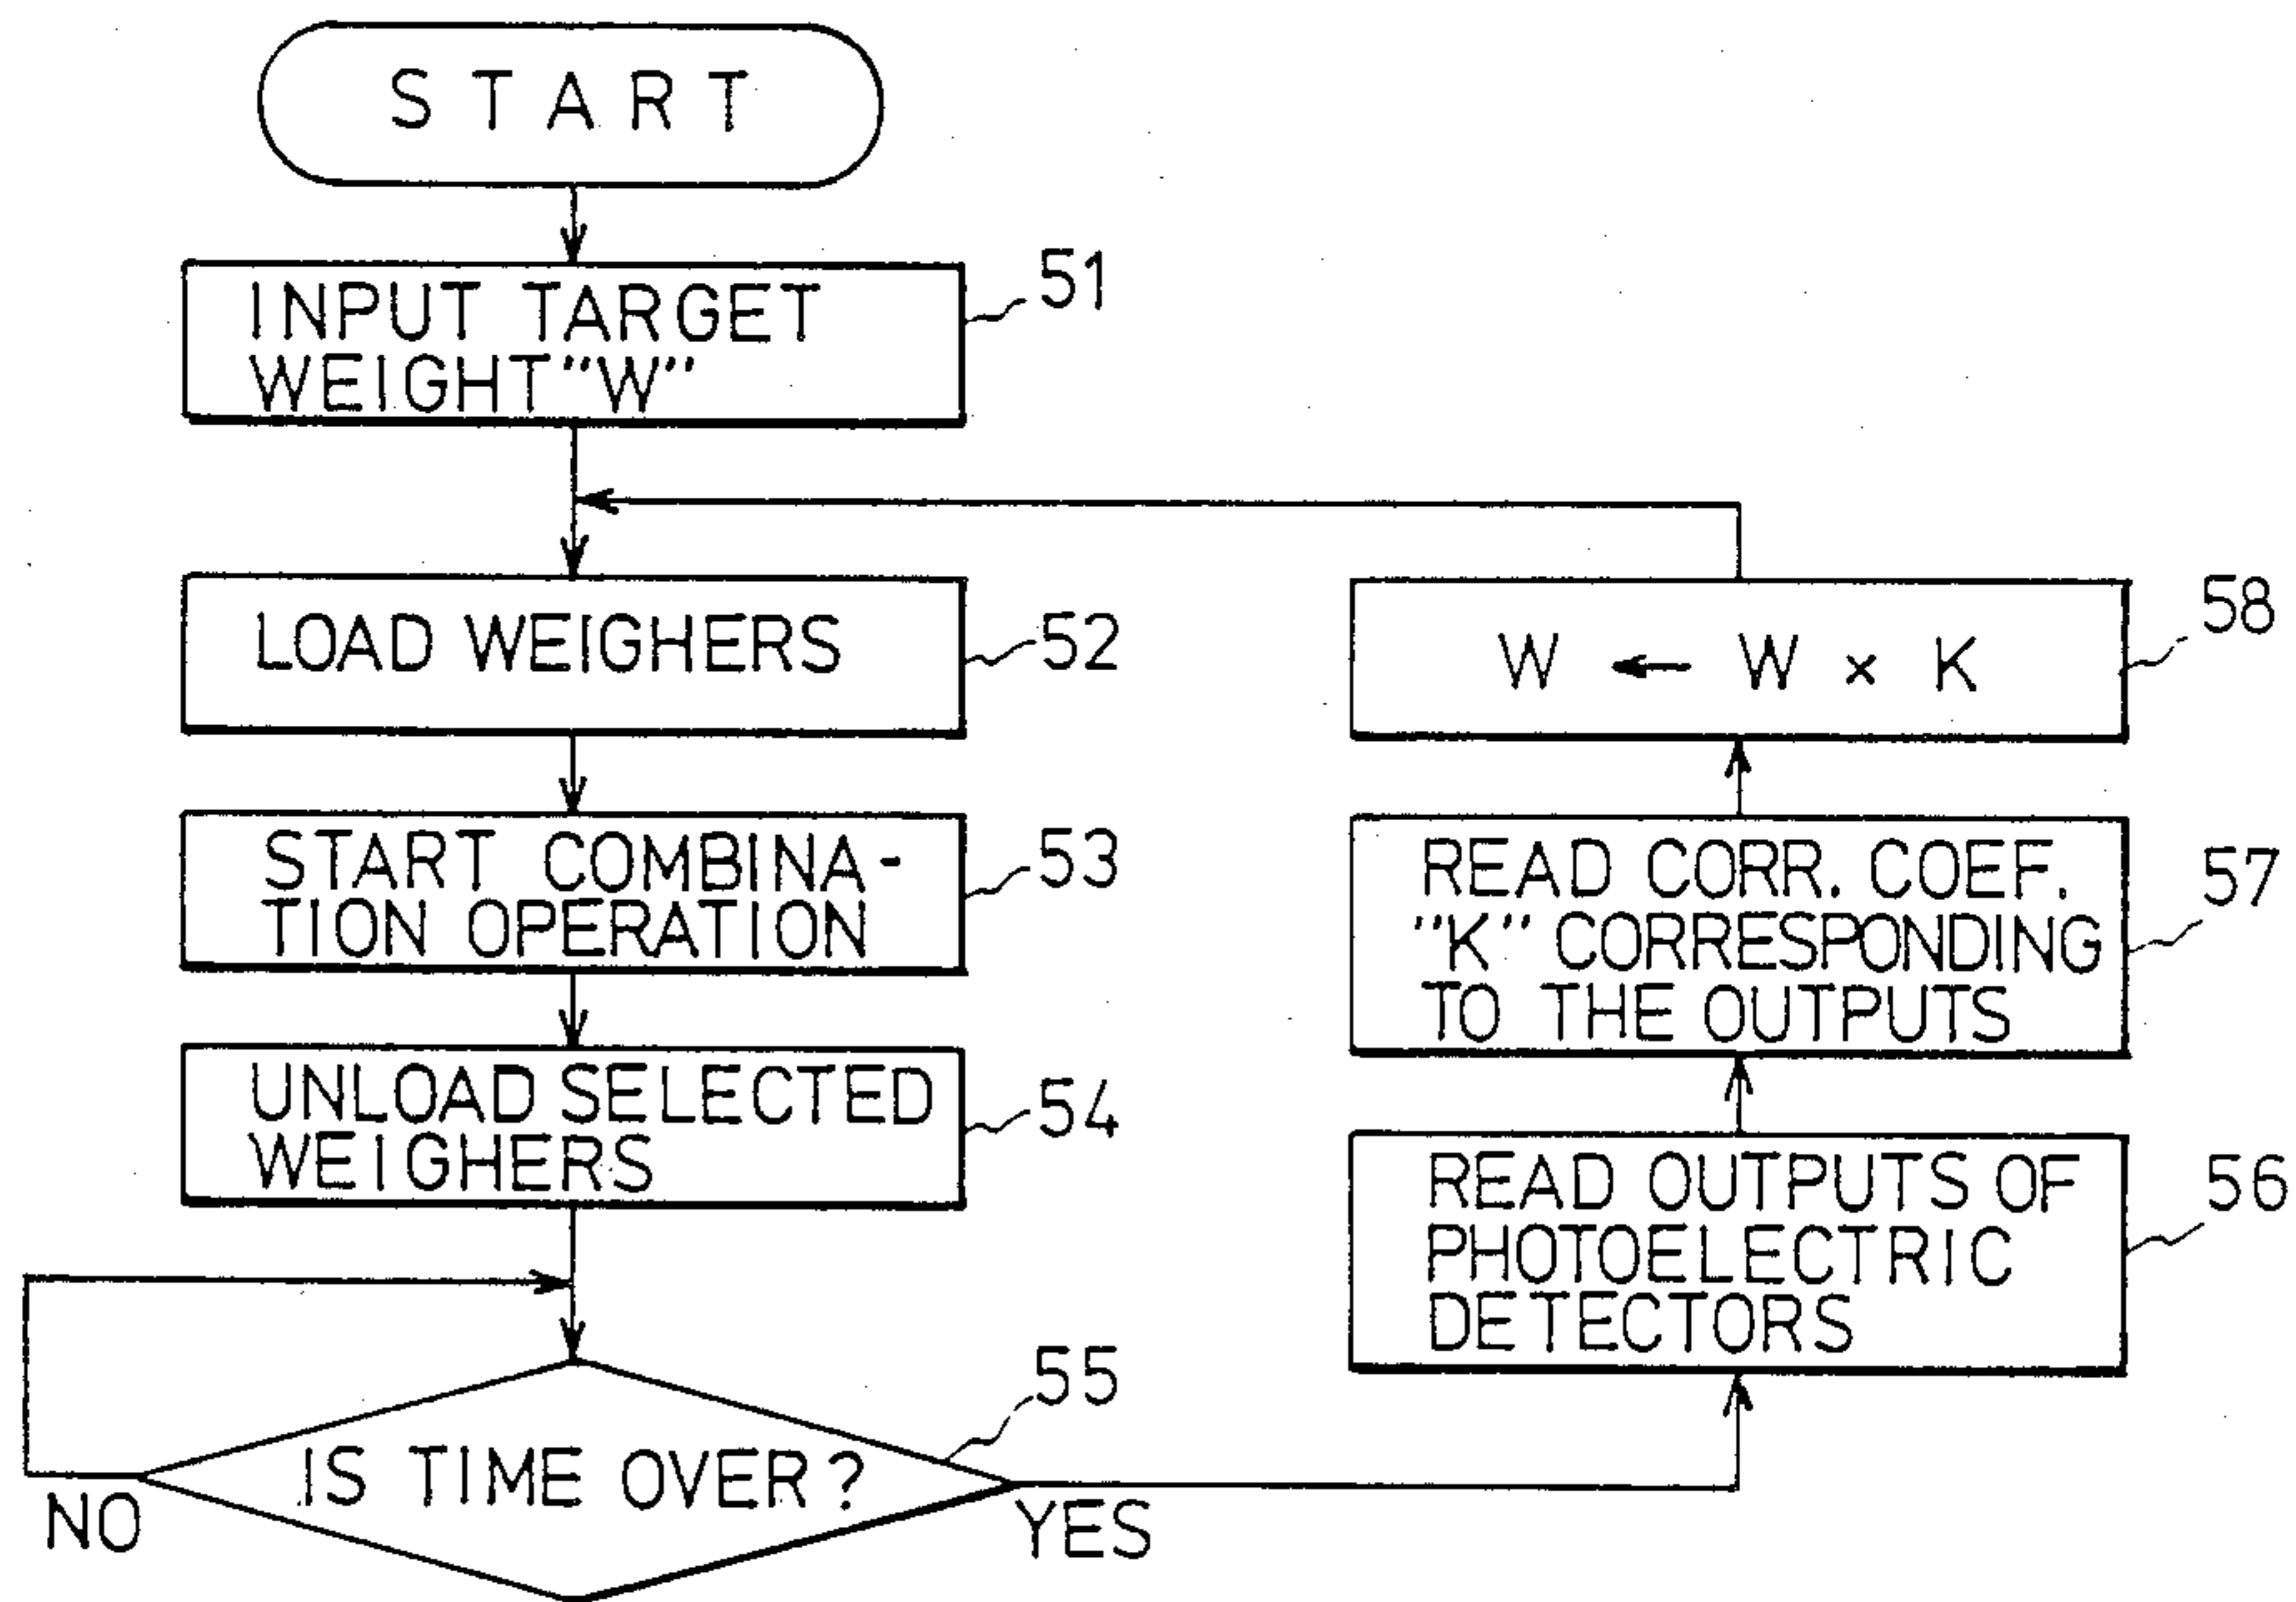 START
INPUT TARGET
WEIGHT "W"
51
LOAD WEIGHERS
52
START COMBINA-
TION OPERATION
53
UNLOAD SELECTED
WEIGHERS
54
IS TIME OVER?
55
NO
YES
READ OUTPUTS OF
PHOTOELECTRIC
DETECTORS
56
READ CORR. COEF.
"K" CORRESPONDING
TO THE OUTPUTS
57
W ← W × K
58